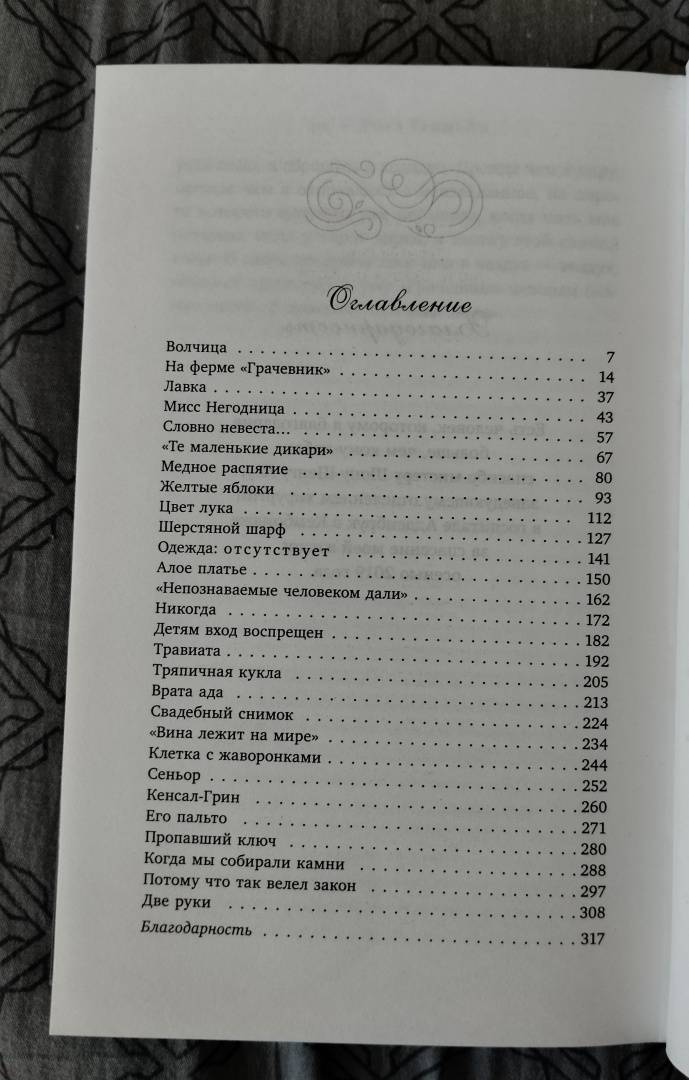 Оглавление
Волчица . . . . . . . . . . . . . . . . . . . . . . . . . . . . . . . . . . 7
На ферме «Грачевник» . . . . . . . . . . . . . . . . . . . . . . . . 14
Лавка . . . . . . . . . . . . . . . . . . . . . . . . . . . . . . . . . . . . 37
Мисс Негодница . . . . . . . . . . . . . . . . . . . . . . . . . . . . 43
Словно невеста... . . . . . . . . . . . . . . . . . . . . . . . . . . . . 57
«Те маленькие дикари» . . . . . . . . . . . . . . . . . . . . . . . . 67
Медное распятие . . . . . . . . . . . . . . . . . . . . . . . . . . . . 80
Желтые яблоки . . . . . . . . . . . . . . . . . . . . . . . . . . . . . 93
Цвет лука . . . . . . . . . . . . . . . . . . . . . . . . . . . . . . . . . 112
Шерстяной шарф . . . . . . . . . . . . . . . . . . . . . . . . . . . . 127
Одежда: отсутствует . . . . . . . . . . . . . . . . . . . . . . . . 141
Алое платье . . . . . . . . . . . . . . . . . . . . . . . . . . . . . . . 150
«Непознаваемые человеком дали» . . . . . . . . . . . . . . . . . 162
Никогда . . . . . . . . . . . . . . . . . . . . . . . . . . . . . . . . . . 172
Детям вход воспрещен . . . . . . . . . . . . . . . . . . . . . . . . 182
Травиата . . . . . . . . . . . . . . . . . . . . . . . . . . . . . . . . . . 192
Тряпичная кукла . . . . . . . . . . . . . . . . . . . . . . . . . . . . 205
Врата ада . . . . . . . . . . . . . . . . . . . . . . . . . . . . . . . . . 213
Свадебный снимок . . . . . . . . . . . . . . . . . . . . . . . . . . . 224
«Вина лежит на мире» . . . . . . . . . . . . . . . . . . . . . . . . . 234
Клетка с жаворонками . . . . . . . . . . . . . . . . . . . . . . . . . 244
Сеньор . . . . . . . . . . . . . . . . . . . . . . . . . . . . . . . . . . . 252
Кенсал-Грин . . . . . . . . . . . . . . . . . . . . . . . . . . . . . . . 260
Его пальто . . . . . . . . . . . . . . . . . . . . . . . . . . . . . . . . 271
Пропавший ключ . . . . . . . . . . . . . . . . . . . . . . . . . . . . 280
Когда мы собирали камни . . . . . . . . . . . . . . . . . . . . . . 288
Потому что так велел закон . . . . . . . . . . . . . . . . . . . . . 297
Две руки . . . . . . . . . . . . . . . . . . . . . . . . . . . . . . . . . . 308
Благодарность . . . . . . . . . . . . . . . . . . . . . . . . . . . . . 317